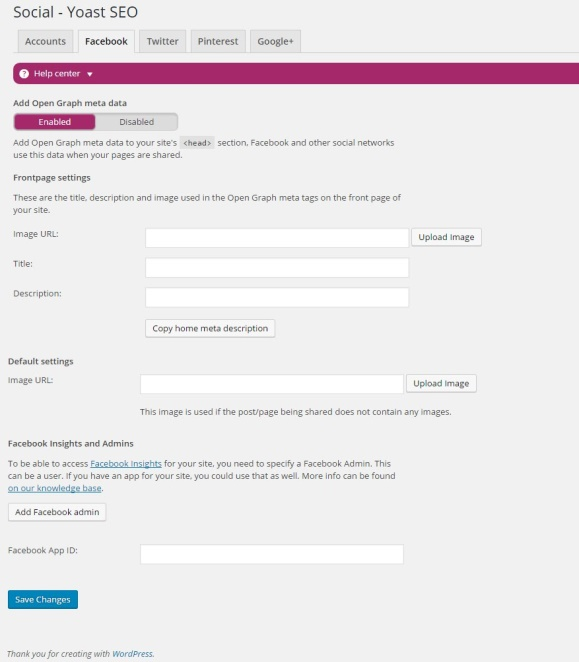 Social - Yoast SEO
Accounts Facebook Twitter Pinterest Google+
Help center
Add Open Graph meta data
Enabled Disabled
Add Open Graph meta data to your site's <head> section, Facebook and other social networks
use this data when your pages are shared.
Frontpage settings
These are the title, description and image used in the Open Graph meta tags on the front page of
your site.
Image URL: Upload Image
Title:
Description:
Copy home meta description
Default settings
Image URL: Upload Image
This image is used if the post/page being shared does not contain any images.
Facebook Insights and Admins
To be able to access Facebook Insights for your site, you need to specify a Facebook Admin. This
can be a user. If you have an app for your site, you could use that as well. More info can be found
on our knowledge base.
Add Facebook admin
Facebook App ID:
Save Changes
Thank you for creating with WordPress.